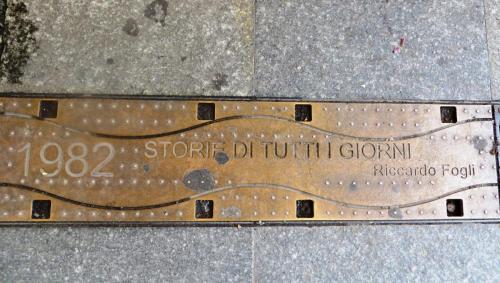 1982 STORIE DI TUTTI I GIORNI
Riccardo Fogli